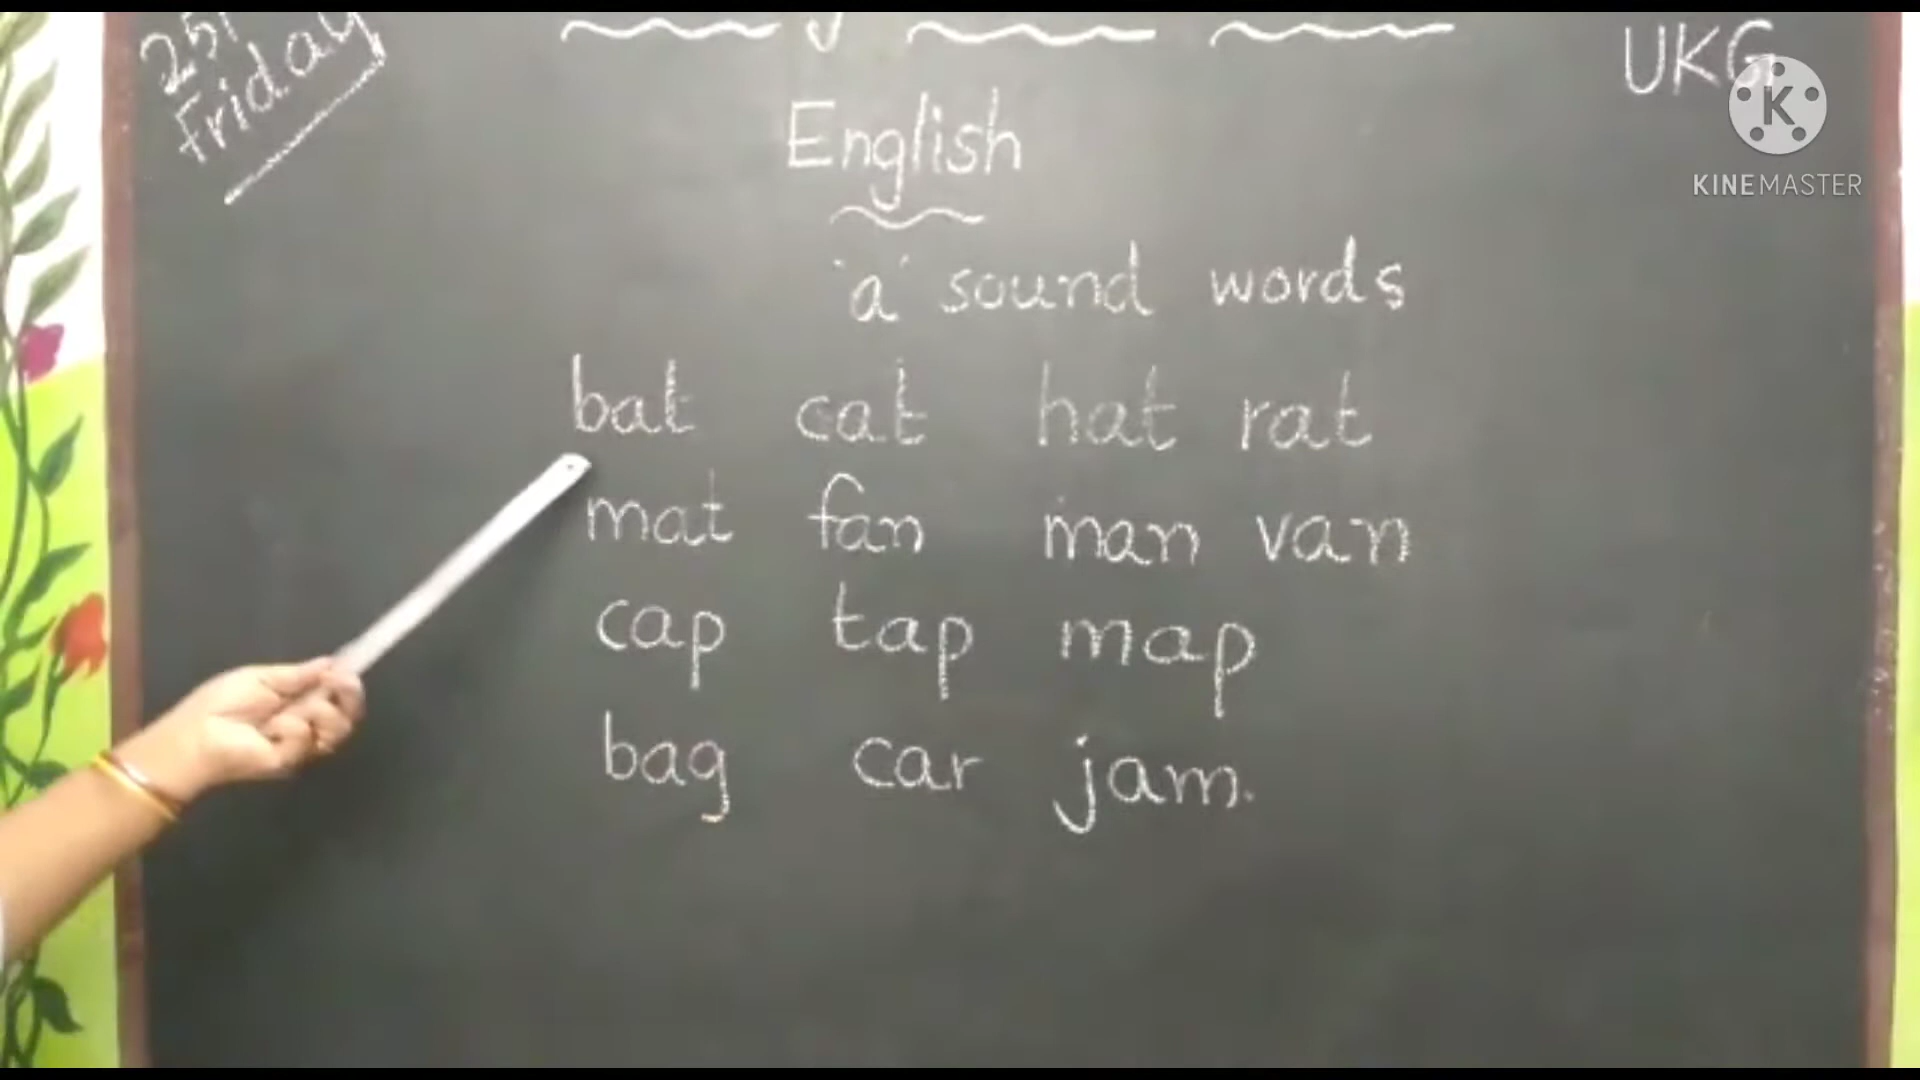 Friday
UKG
English
'a' sound words
bat cat hat rat
mat fan man van
cap tap map
bag car jam.
KINEMASTER